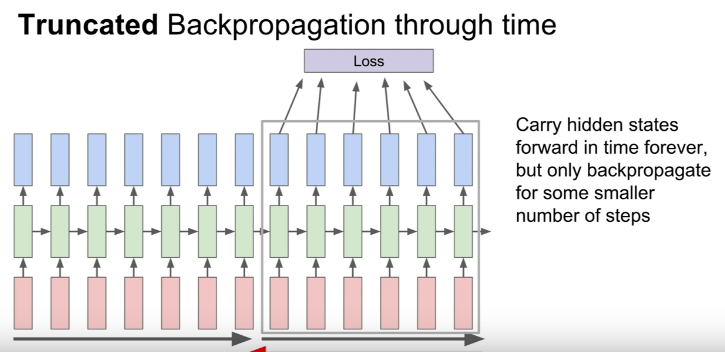 Truncated Backpropagation through time
Loss
Carry hidden states
forward in time forever,
but only backpropagate
for some smaller
number of steps